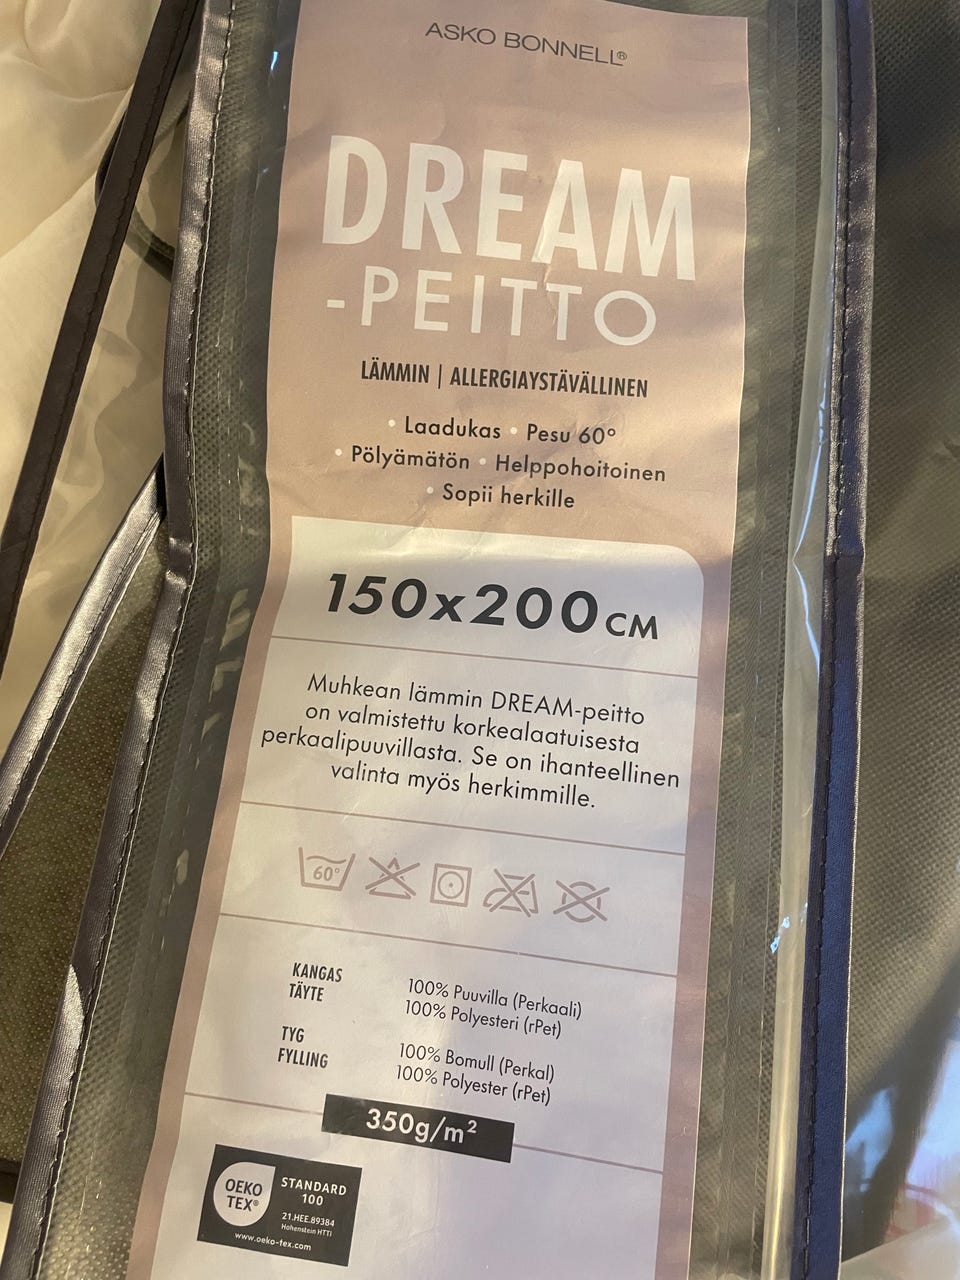 ASKO BONNELL®
DREAM
-PEITTO
LÄMMIN | ALLERGIAYSTÄVÄLLINEN
• Laadukas • Pesu 60°
• Pölyämätön • Helppohoitoinen
• Sopii herkille
150x200 CM
Muhkean lämmin DREAM-peitto
on valmistettu korkealaatuisesta
perkaalipuuvillasta. Se on ihanteellinen
valinta myös herkimmille.
60°
KANGAS 100% Puuvilla (Perkaali)
TÄYTE 100% Polyesteri (rPet)
TYG 100% Bomull (Perkal)
FYLLING 100% Polyester (rPet)
350g/m²
OEKO
TEX®
STANDARD
100
21.HEE.89384
Hohenstein HTTI
www.oeko-tex.com